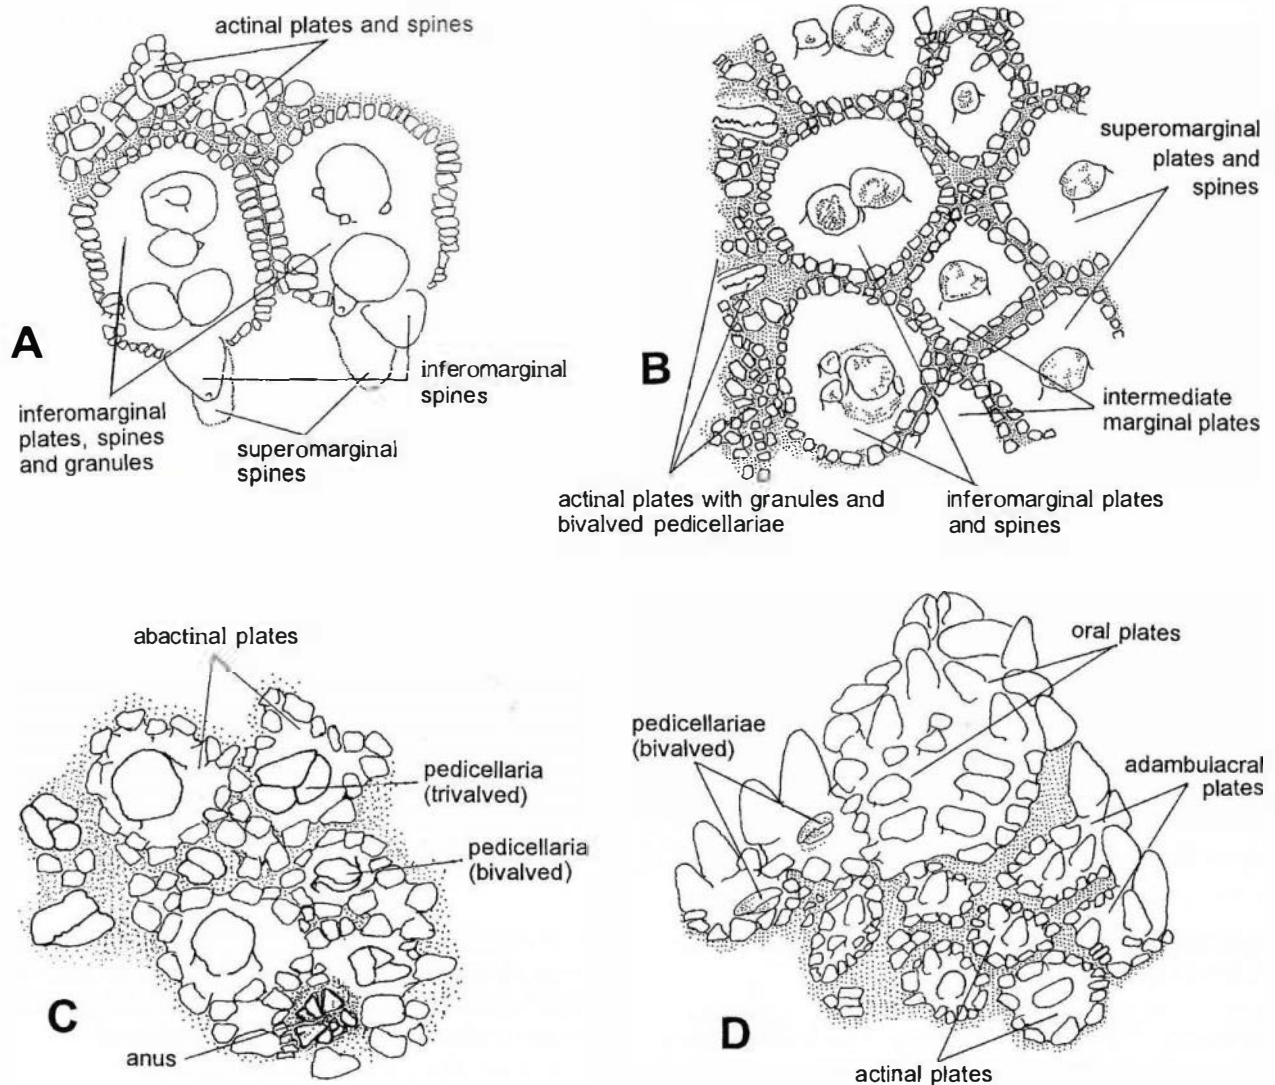 actinal plates and spines
A
inferomarginal
plates, spines
and granules
superomarginal
spines
inferomarginal
spines
B
superomarginal
plates and
spines
intermediate
marginal plates
actinal plates with granules and
bivalved pedicellariae
inferomarginal plates
and spines
abactinal plates
pedicellaria
(trivalved)
pedicellaria
(bivalved)
C
anus
oral plates
pedicellariae
(bivalved)
adambulacral
plates
D
actinal plates